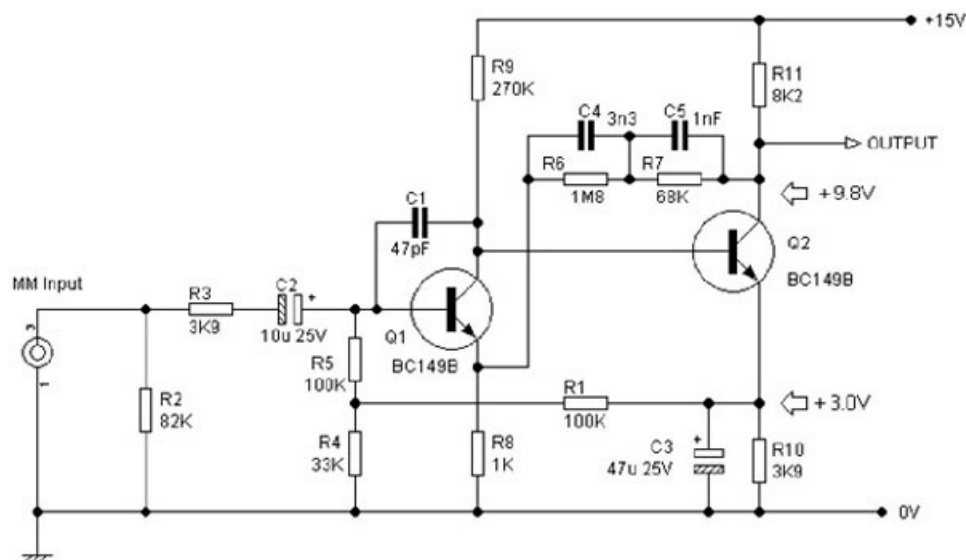 +15V
R9
270K
R11
8K2
C4
3n3
C5
1nF
OUTPUT
R6
1M8
R7
68K
+9.8V
C1
47pF
Q2
BC149B
MM Input
R3
3K9
C2
+
10u 25V
Q1
BC149B
3
1
R5
100K
R1
100K
+3.0V
R2
82K
R4
33K
R8
1K
C3
+
47u 25V
R10
3K9
0V